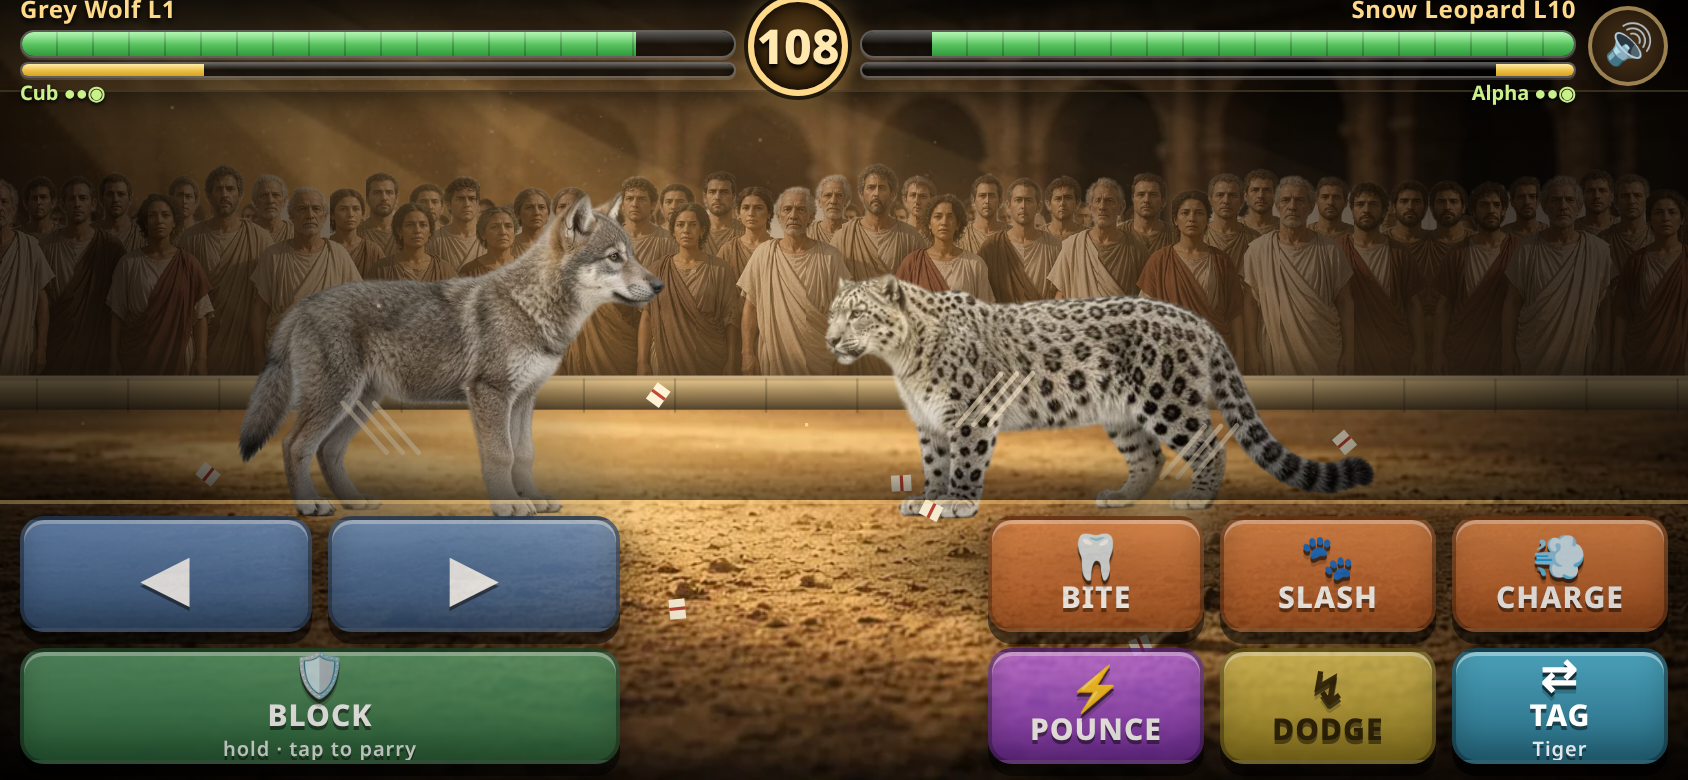 Grey Wolf L1
108
Snow Leopard L10
Cub
Alpha
BITE
SLASH
CHARGE
BLOCK
hold · tap to parry
POUNCE
DODGE
TAG
Tiger